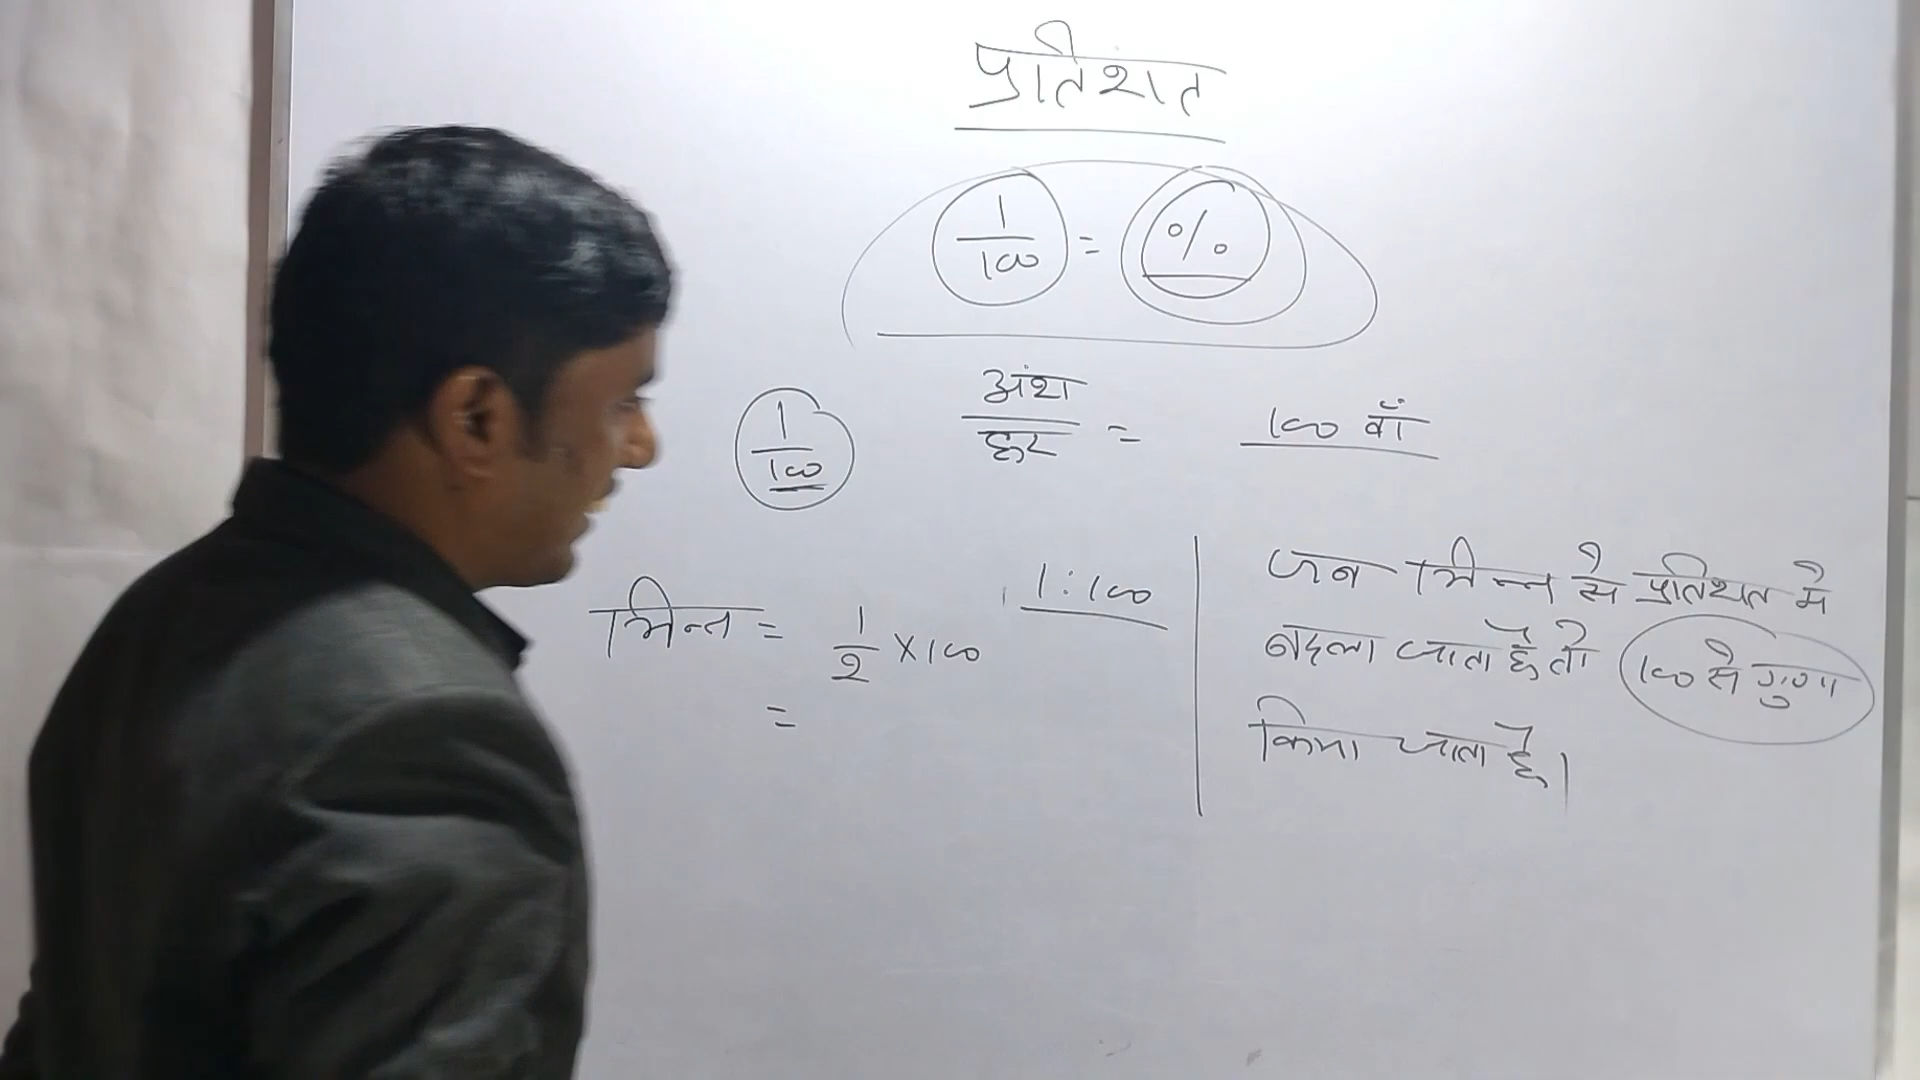 प्रतिशत
1/100 = %
1/100 अंश/हर = 100 वाँ
1:100
भिन्न = 1/2 × 100
=
जब भिन्न से प्रतिशत मे
बदला जाता है तो 100 से गुणा
किया जाता है।